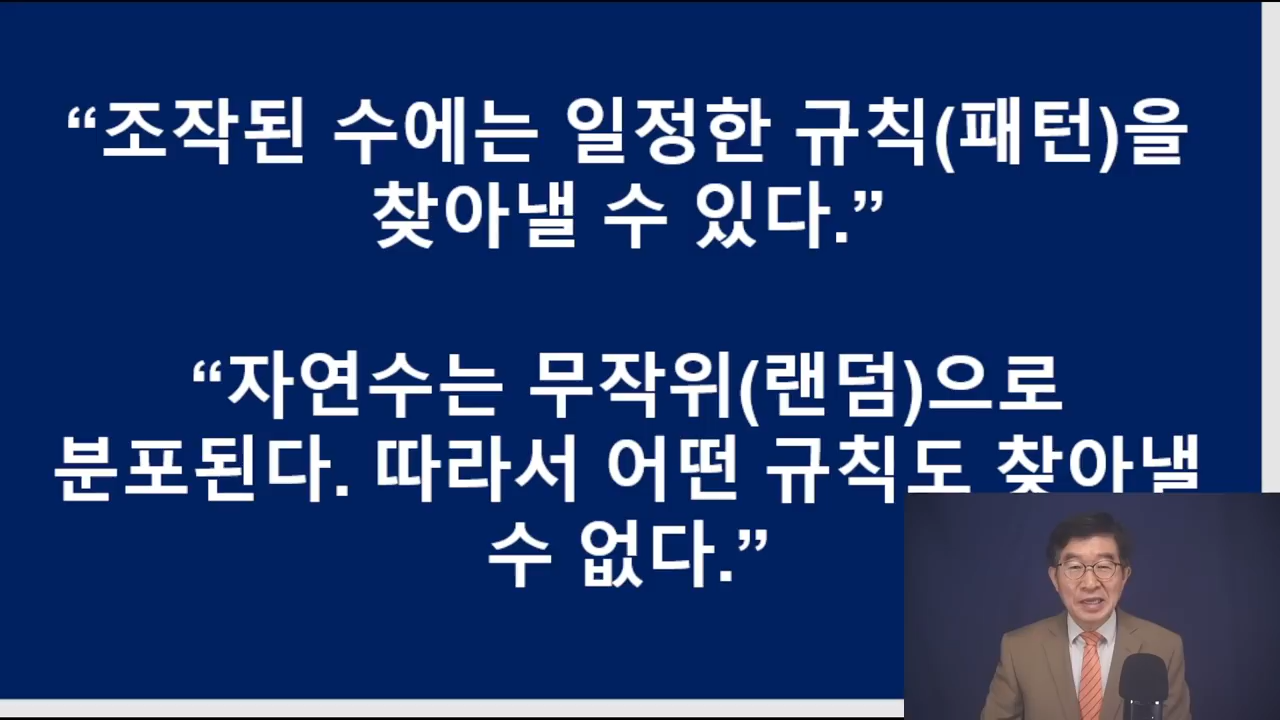 “조작된 수에는 일정한 규칙(패턴)을
찾아낼 수 있다.”
“자연수는 무작위(랜덤)으로
분포된다. 따라서 어떤 규칙도 찾아낼
수 없다.”